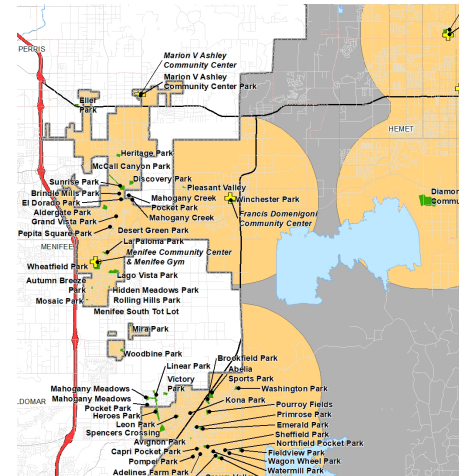 PERRIS
Marion V Ashley
Community Center
Marion V Ashley
Community Center Park
Eller
Park
HEMET
Heritage Park
McCall Canyon Park
Sunrise Park
Discovery Park
Bridle Mills Park
Pleasant Valley
El Dorado Park
Mahogany Creek
Pocket Park
Winchester Park
Diamon
Commu
Aldergate Park
Mahogany Creek
Grand Vista Park
Francis Domenigoni
Community Center
Pepita Square Park
Desert Green Park
MENIFEE
La Paloma Park
Menifee Community Center
& Menifee Gym
Wheatfield Park
Lago Vista Park
Autumn Breeze
Park
Hidden Meadows Park
Mosaic Park
Rolling Hills Park
Menifee South Tot Lot
Mira Park
Woodbine Park
Brookfield Park
Linear Park
Abelia
Sports Park
Victory
Park
Mahogany Meadows
Washington Park
Mahogany Meadows
Pocket Park
Kona Park
Pourroy Fields
DOMAR
Heroes Park
Primrose Park
Leon Park
Emerald Park
Spencers Crossing
Sheffield Park
Avignon Park
Northfield Pocket Park
Capri Pocket Park
Fieldview Park
Pompei Park
Wagon Wheel Park
Adelines Farm Park
Watermill Park